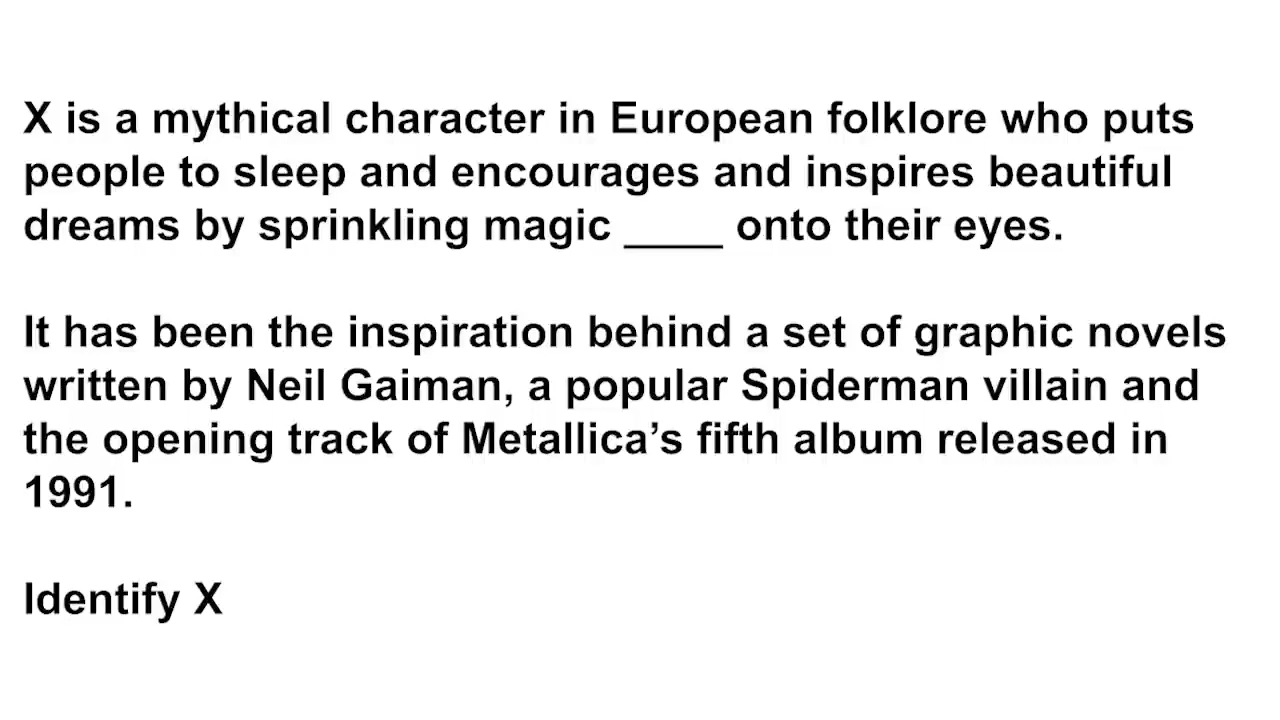 X is a mythical character in European folklore who puts
people to sleep and encourages and inspires beautiful
dreams by sprinkling magic ____ onto their eyes.
It has been the inspiration behind a set of graphic novels
written by Neil Gaiman, a popular Spiderman villain and
the opening track of Metallica’s fifth album released in
1991.
Identify X